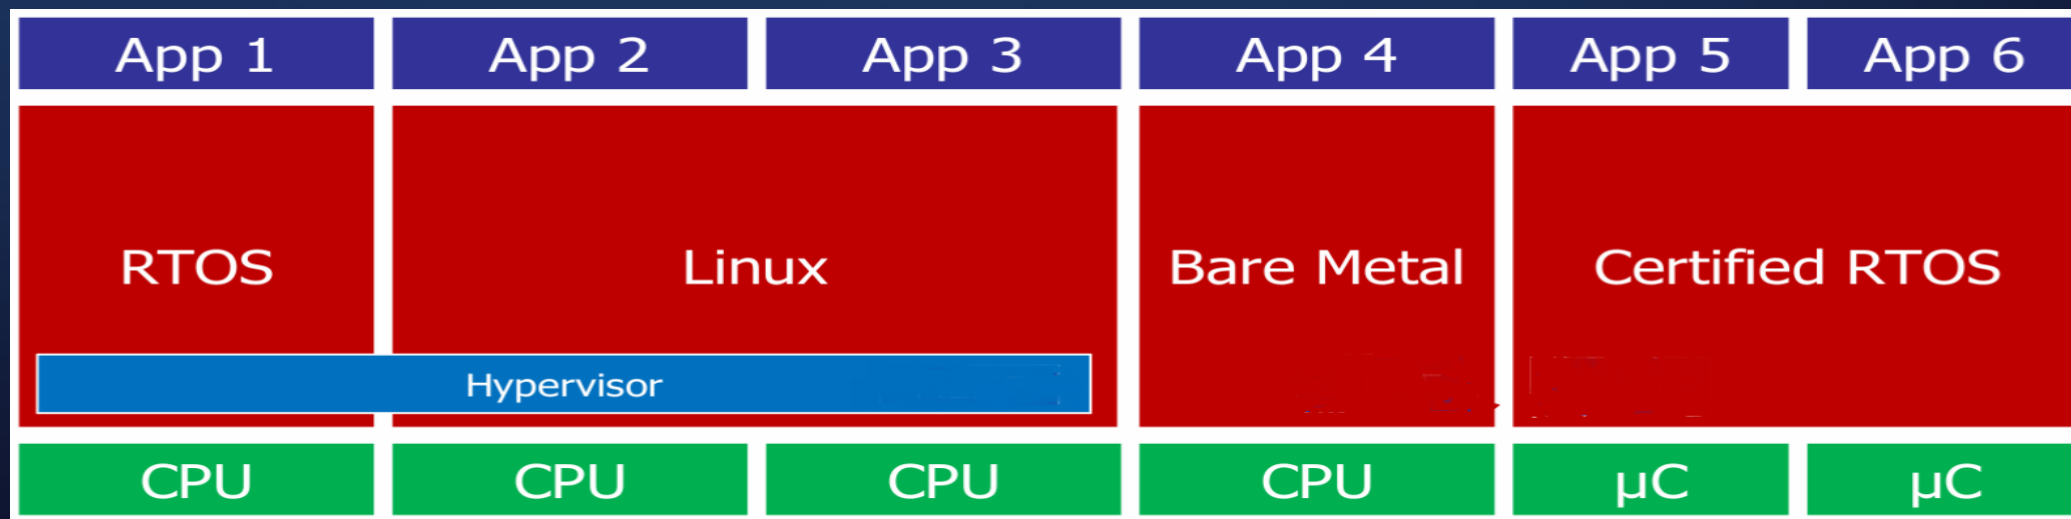 App 1 App 2 App 3 App 4 App 5 App 6
RTOS Linux Bare Metal Certified RTOS
Hypervisor
CPU CPU CPU CPU µC µC